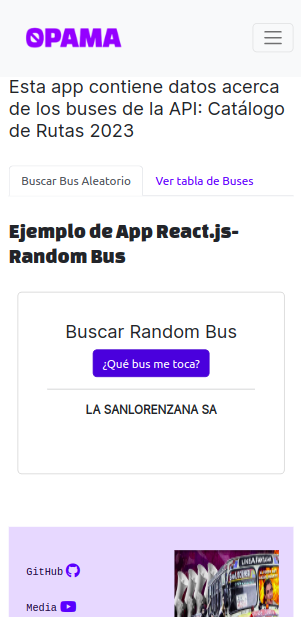 OPAMA
Esta app contiene datos acerca
de los buses de la API: Catálogo
de Rutas 2023
Buscar Bus Aleatorio
Ver tabla de Buses
Ejemplo de App React.js-
Random Bus
Buscar Random Bus
¿Qué bus me toca?
LA SANLORENZANA SA
GitHub
Media